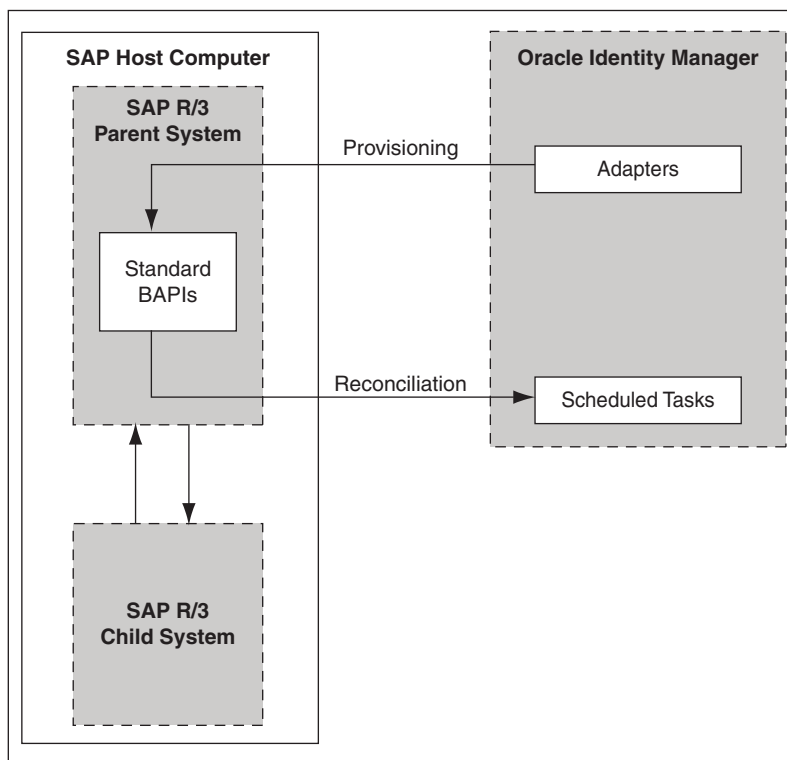 SAP Host Computer
SAP R/3
Parent System
Standard
BAPIs
SAP R/3
Child System
Provisioning
Reconciliation
Oracle Identity Manager
Adapters
Scheduled Tasks